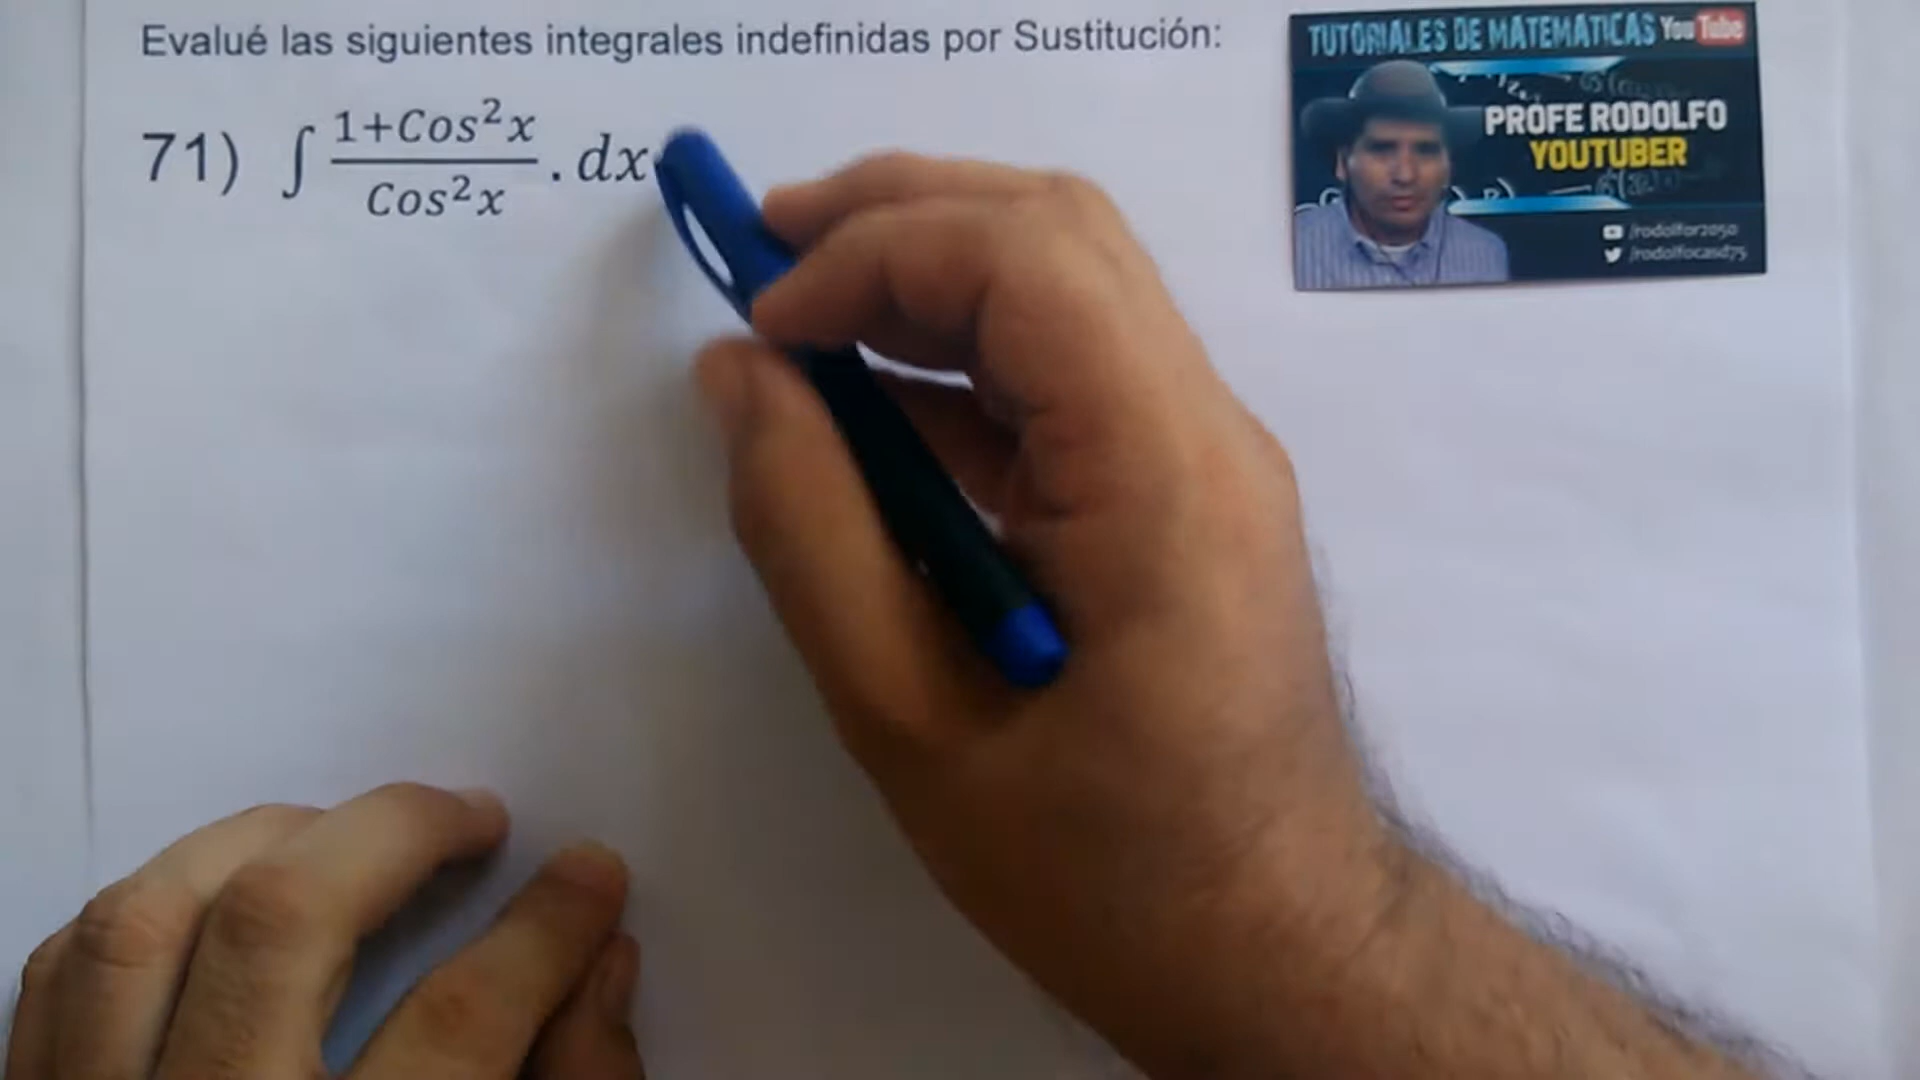 Evalué las siguientes integrales indefinidas por Sustitución:
71) ∫ (1+Cos²x)/(Cos²x) . dx
TUTORIALES DE MATEMATICAS YouTube
PROFE RODOLFO
YOUTUBER
/rodolfor2050
/rodolfocasd75